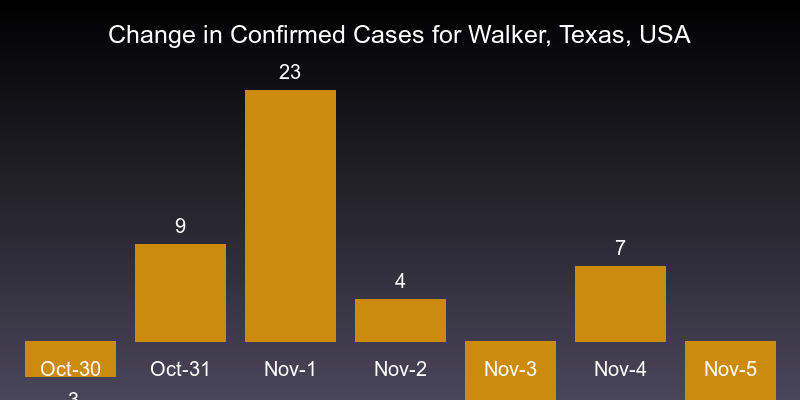 Change in Confirmed Cases for Walker, Texas, USA
23
9
7
4
Oct-30 Oct-31 Nov-1 Nov-2 Nov-3 Nov-4 Nov-5
3